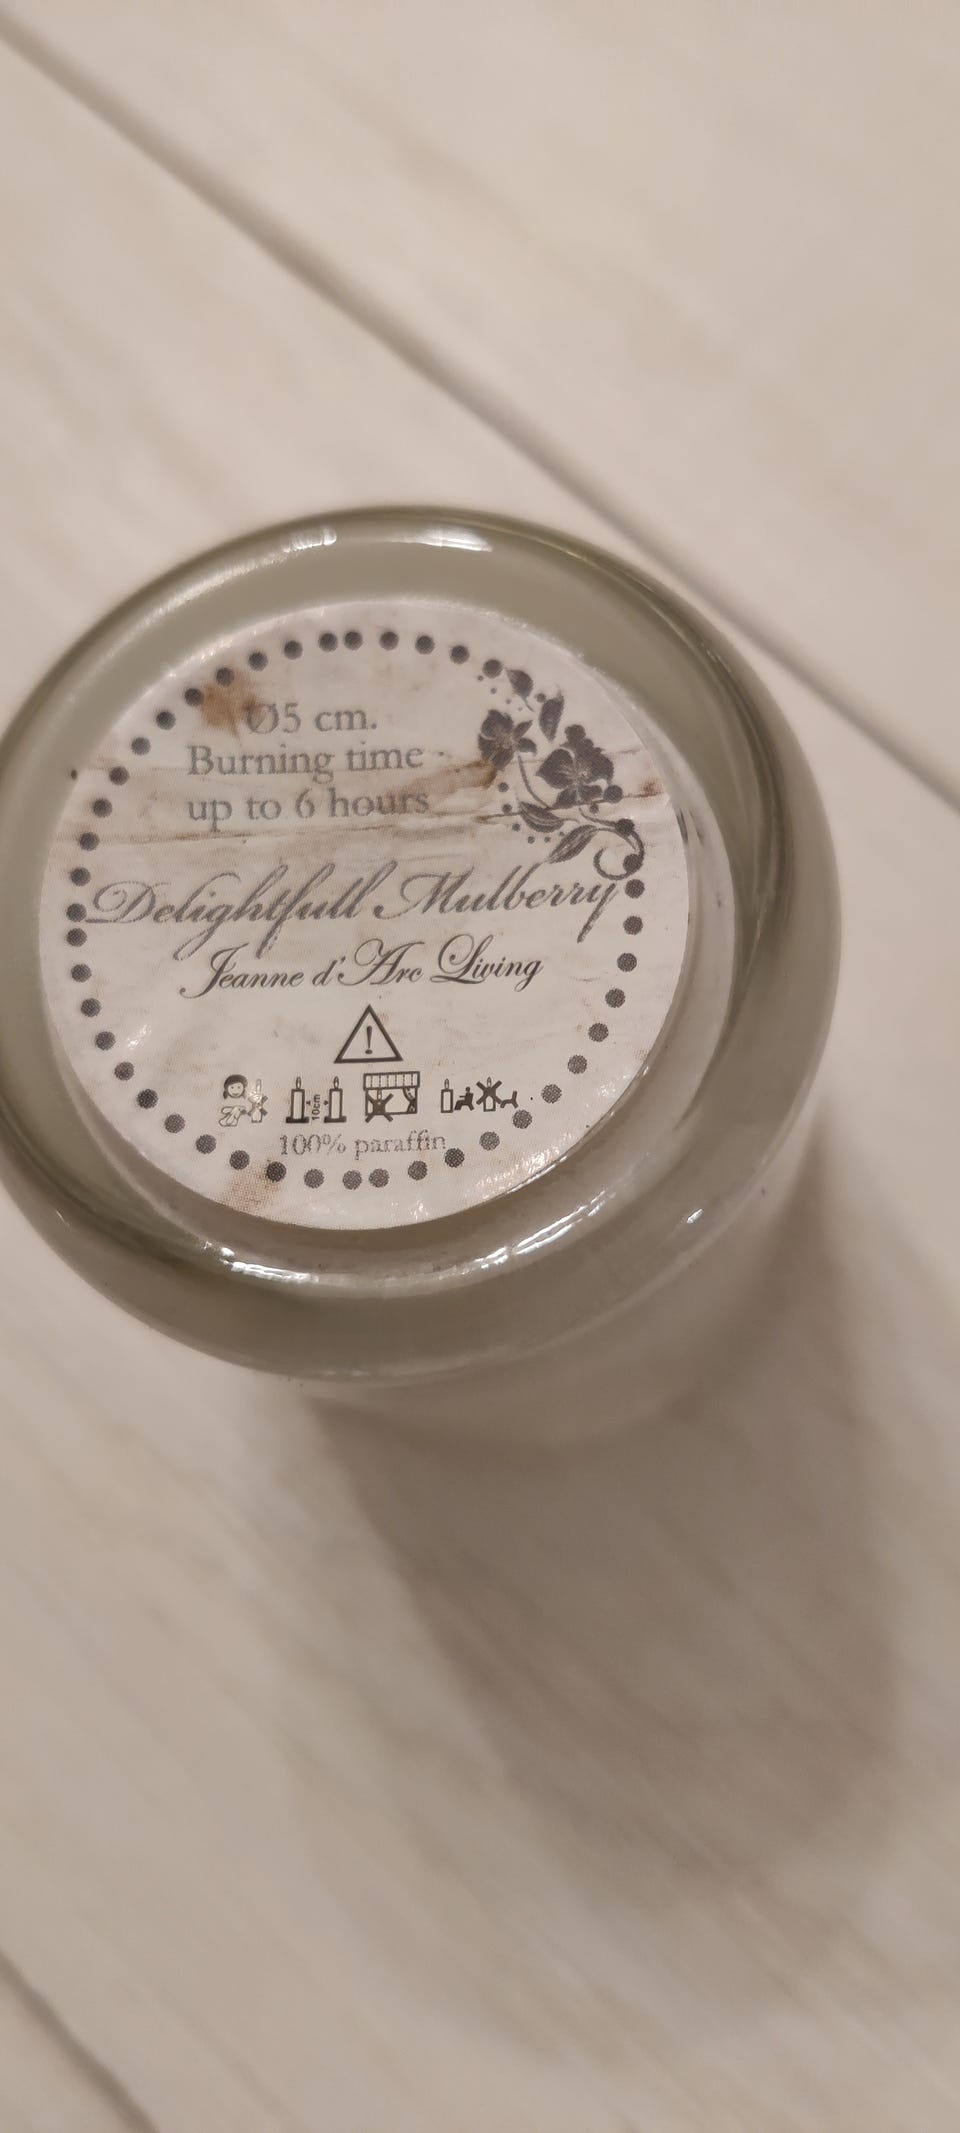 Ø5 cm.
Burning time
up to 6 hours
Delightfull Mulberry
Jeanne d'Arc Living
10cm
100% paraffin